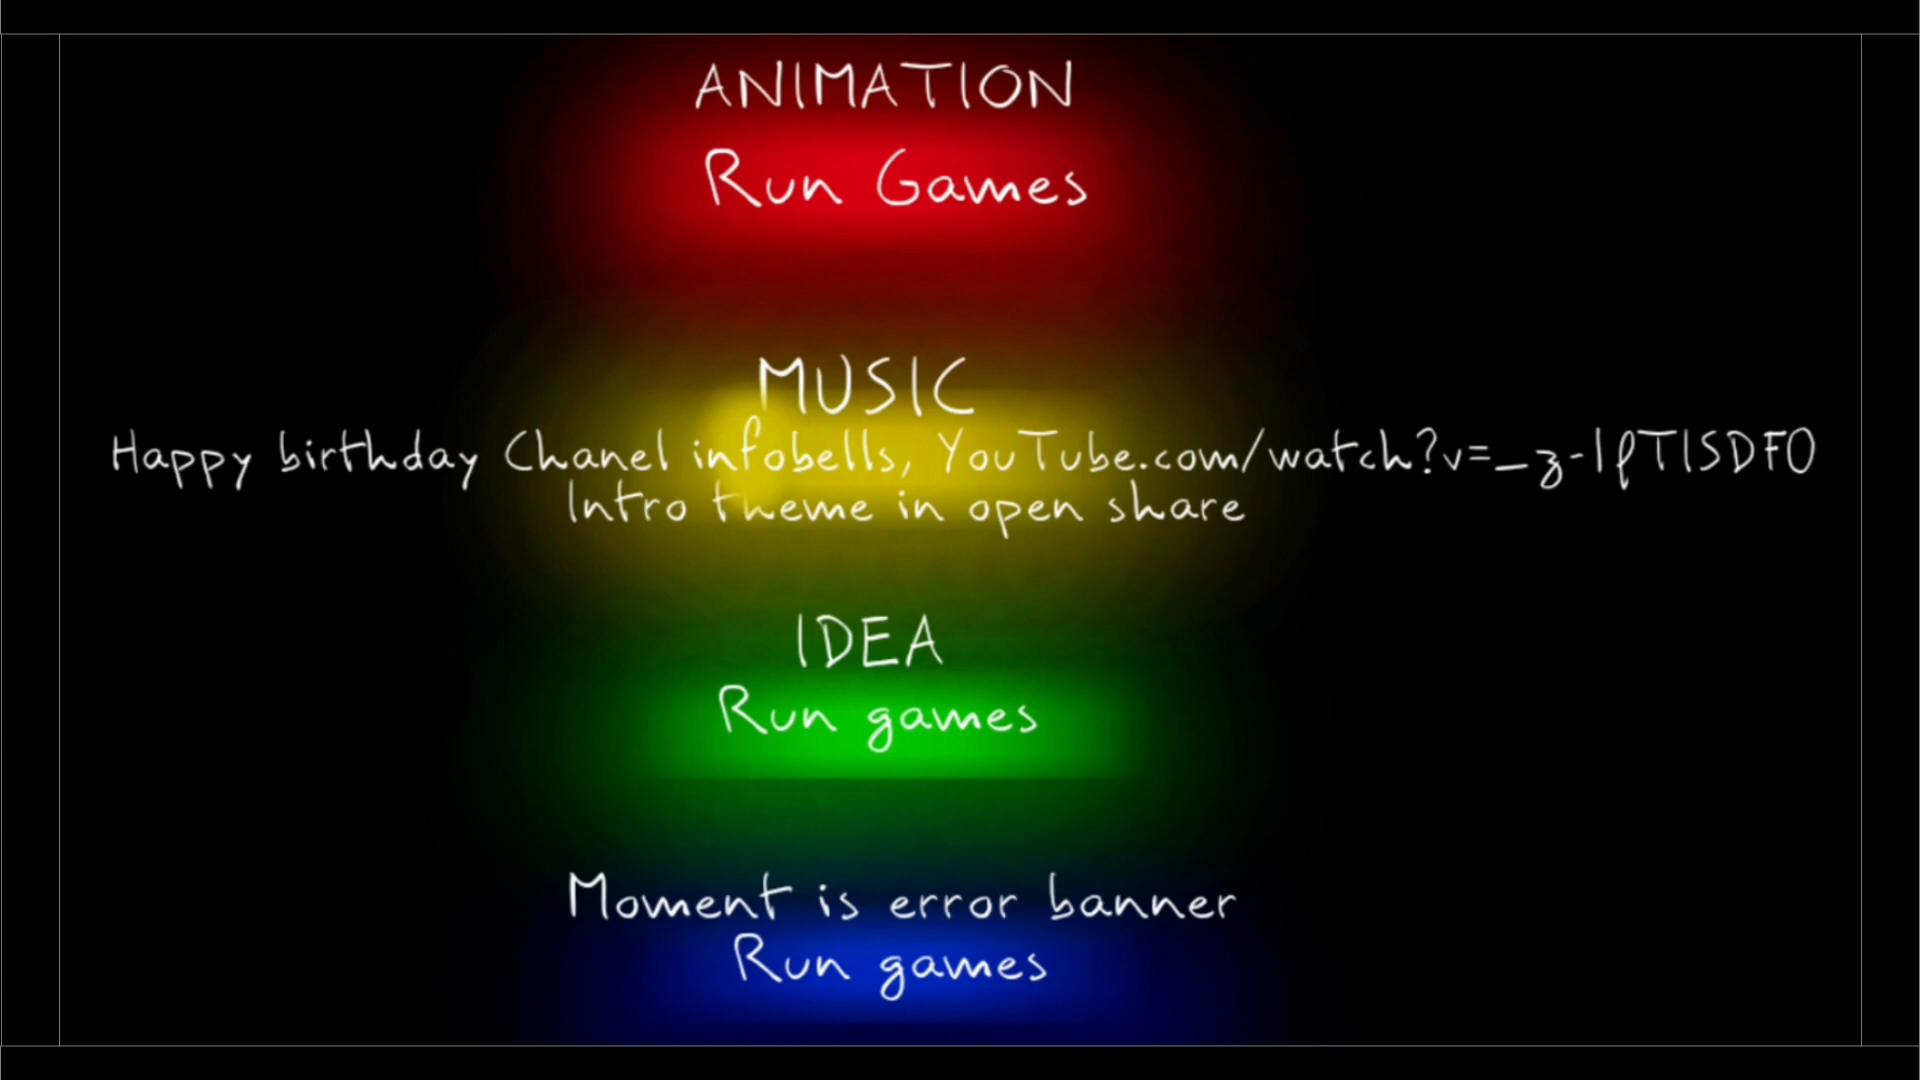 ANIMATION
Run Games
MUSIC
Happy birthday Chanel infobells, YouTube.com/watch?v=_z-lpTISDFO
Intro theme in open share
IDEA
Run games
Moment is error banner
Run games